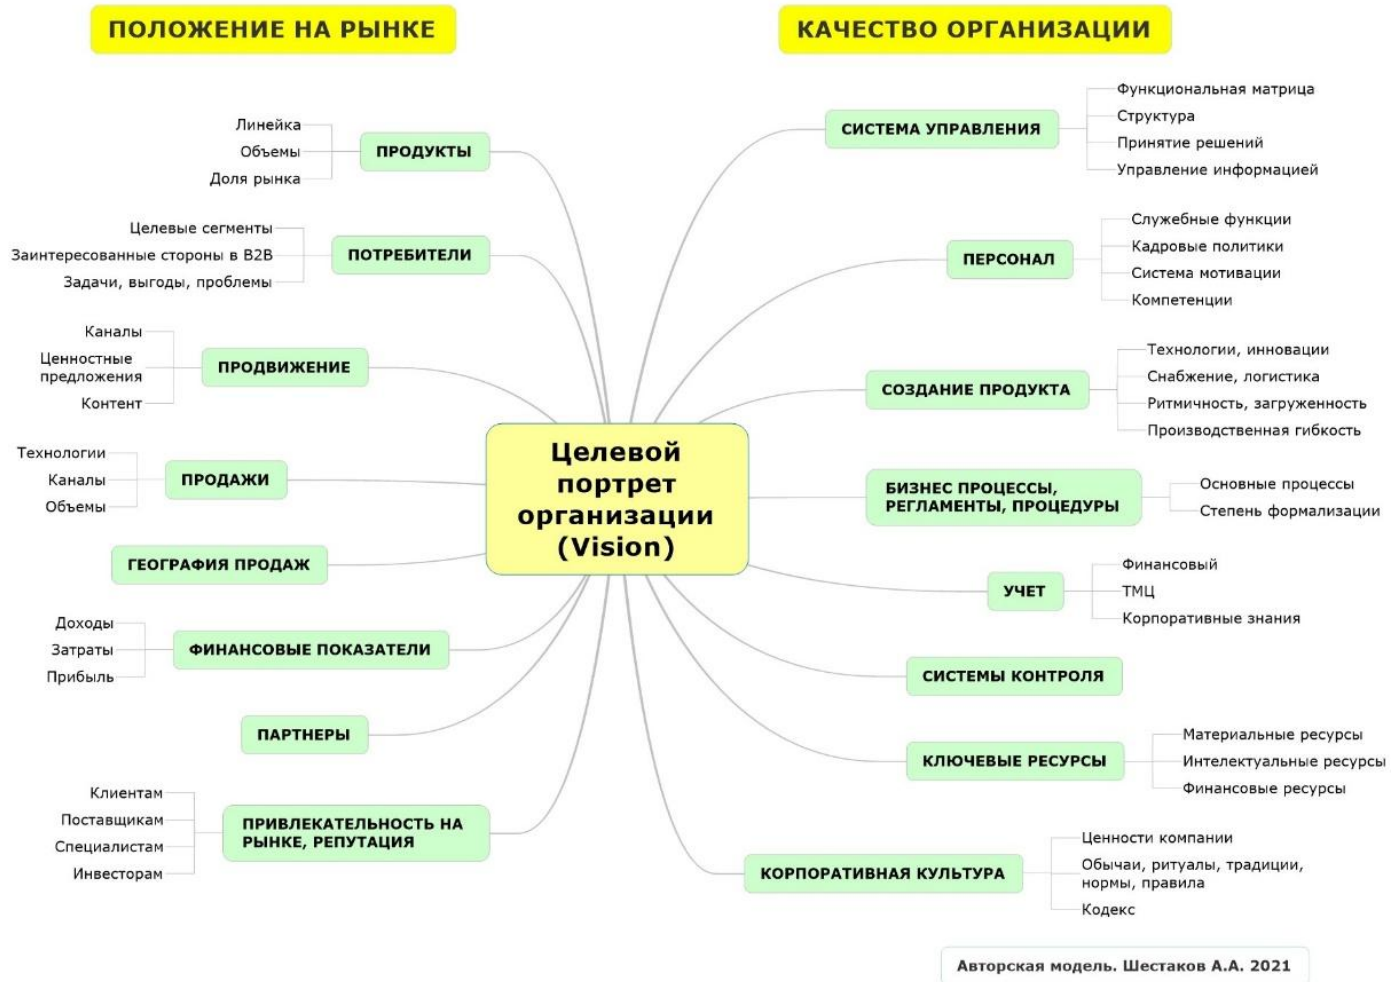 ПОЛОЖЕНИЕ НА РЫНКЕ
Линейка
Объемы
Доля рынка
ПРОДУКТЫ
Целевые сегменты
Заинтересованные стороны в B2B
Задачи, выгоды, проблемы
ПОТРЕБИТЕЛИ
Каналы
Ценностные
предложения
Контент
ПРОДВИЖЕНИЕ
Технологии
Каналы
Объемы
ПРОДАЖИ
ГЕОГРАФИЯ ПРОДАЖ
Доходы
Затраты
Прибыль
ФИНАНСОВЫЕ ПОКАЗАТЕЛИ
ПАРТНЕРЫ
Клиентам
Поставщикам
Специалистам
Инвесторам
ПРИВЛЕКАТЕЛЬНОСТЬ НА
РЫНКЕ, РЕПУТАЦИЯ
Целевой
портрет
организации
(Vision)
КАЧЕСТВО ОРГАНИЗАЦИИ
СИСТЕМА УПРАВЛЕНИЯ
Функциональная матрица
Структура
Принятие решений
Управление информацией
ПЕРСОНАЛ
Служебные функции
Кадровые политики
Система мотивации
Компетенции
СОЗДАНИЕ ПРОДУКТА
Технологии, инновации
Снабжение, логистика
Ритмичность, загруженность
Производственная гибкость
БИЗНЕС ПРОЦЕССЫ,
РЕГЛАМЕНТЫ, ПРОЦЕДУРЫ
Основные процессы
Степень формализации
УЧЕТ
Финансовый
ТМЦ
Корпоративные знания
СИСТЕМЫ КОНТРОЛЯ
КЛЮЧЕВЫЕ РЕСУРСЫ
Материальные ресурсы
Интелектуальные ресурсы
Финансовые ресурсы
КОРПОРАТИВНАЯ КУЛЬТУРА
Ценности компании
Обычаи, ритуалы, традиции,
нормы, правила
Кодекс
Авторская модель. Шестаков А.А. 2021